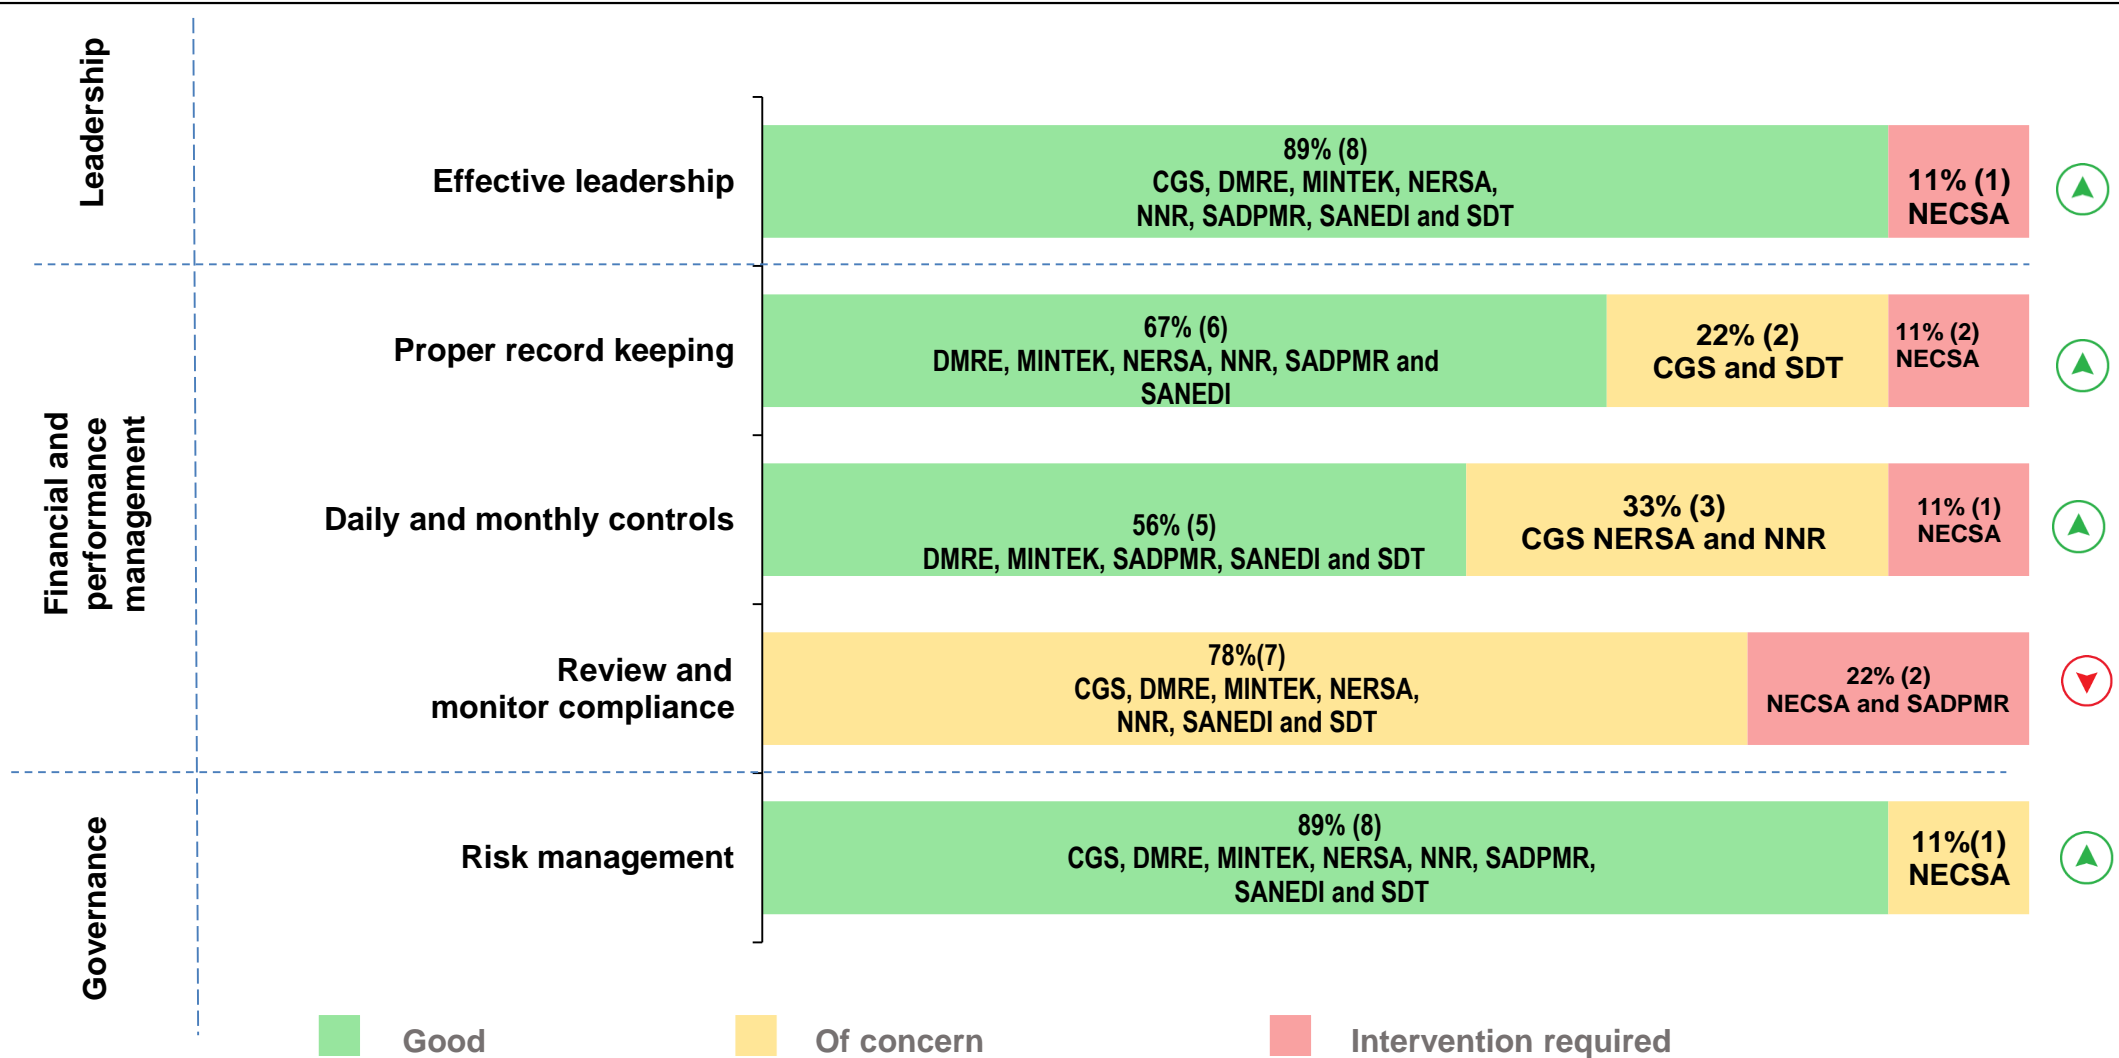 Leadership
Effective leadership
89% (8)
CGS, DMRE, MINTEK, NERSA,
NNR, SADPMR, SANEDI and SDT
11% (1)
NECSA
Financial and
performance
management
Proper record keeping
67% (6)
DMRE, MINTEK, NERSA, NNR, SADPMR and
SANEDI
22% (2)
CGS and SDT
11% (2)
NECSA
Daily and monthly controls
56% (5)
DMRE, MINTEK, SADPMR, SANEDI and SDT
33% (3)
CGS NERSA and NNR
11% (1)
NECSA
Review and
monitor compliance
78%(7)
CGS, DMRE, MINTEK, NERSA,
NNR, SANEDI and SDT
22% (2)
NECSA and SADPMR
Governance
Risk management
89% (8)
CGS, DMRE, MINTEK, NERSA, NNR, SADPMR,
SANEDI and SDT
11%(1)
NECSA
Good
Of concern
Intervention required